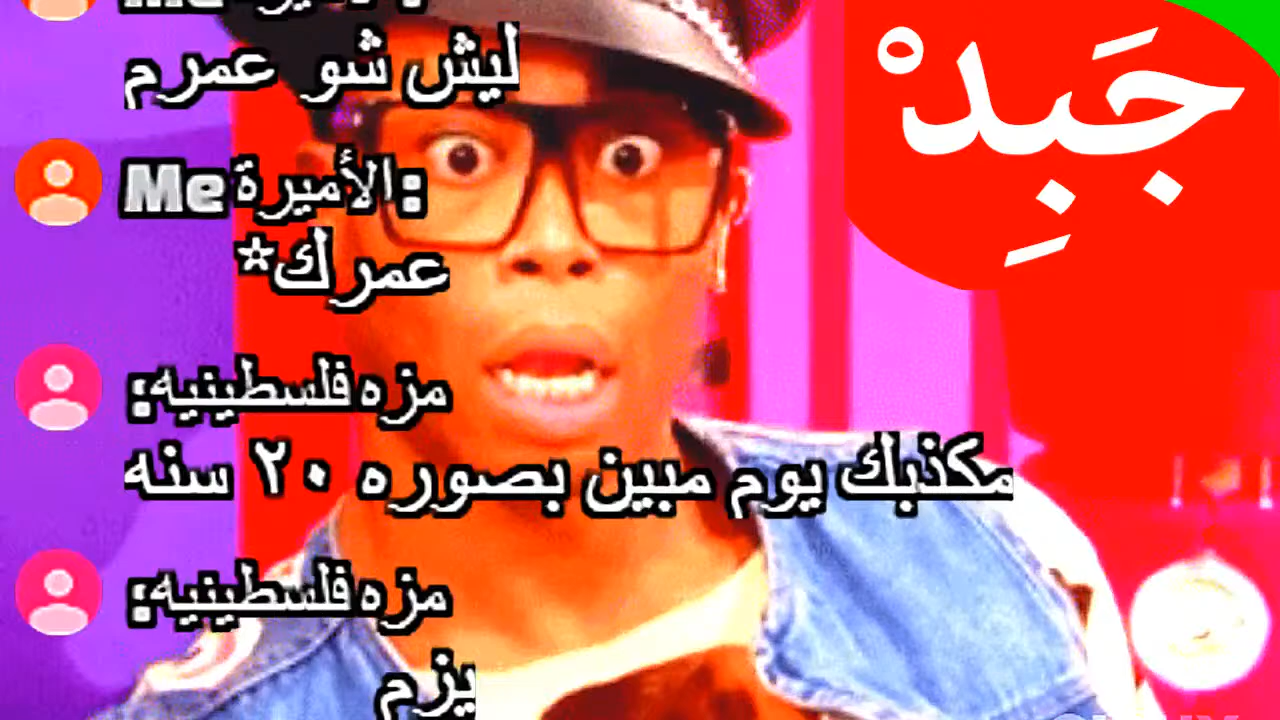 ليش شو عمرم
Me الأميرة:
عمرك*
مزه فلسطينيه:
مكذبك يوم مبين بصوره ٢٠ سنه
مزه فلسطينيه:
يزم
جَبِدْ